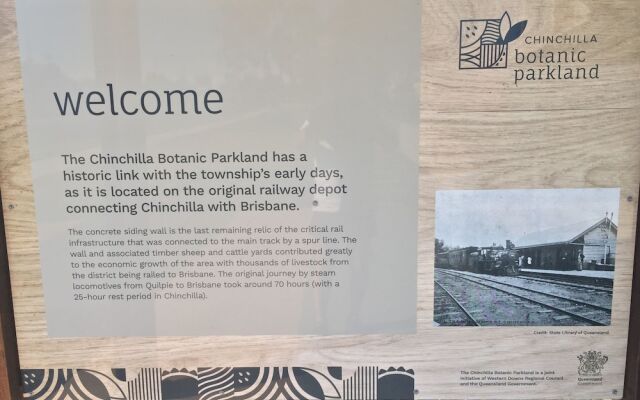 welcome
The Chinchilla Botanic Parkland has a
historic link with the township's early days,
as it is located on the original railway depot
connecting Chinchilla with Brisbane.
The concrete siding wall is the last remaining relic of the critical rail
infrastructure that was connected to the main track by a spur line. The
wall and associated timber sheep and cattle yards contributed greatly
to the economic growth of the area with thousands of livestock from
the district being railed to Brisbane. The original journey by steam
locomotives from Quilpie to Brisbane took around 70 hours (with a
25-hour rest period in Chinchilla).
CHINCHILLA
botanic
parkland
Credit: State Library of Queensland
The Chinchilla Botanic Parkland is a joint
initiative of Western Downs Regional Council
and the Queensland Government.
Queensland
Government